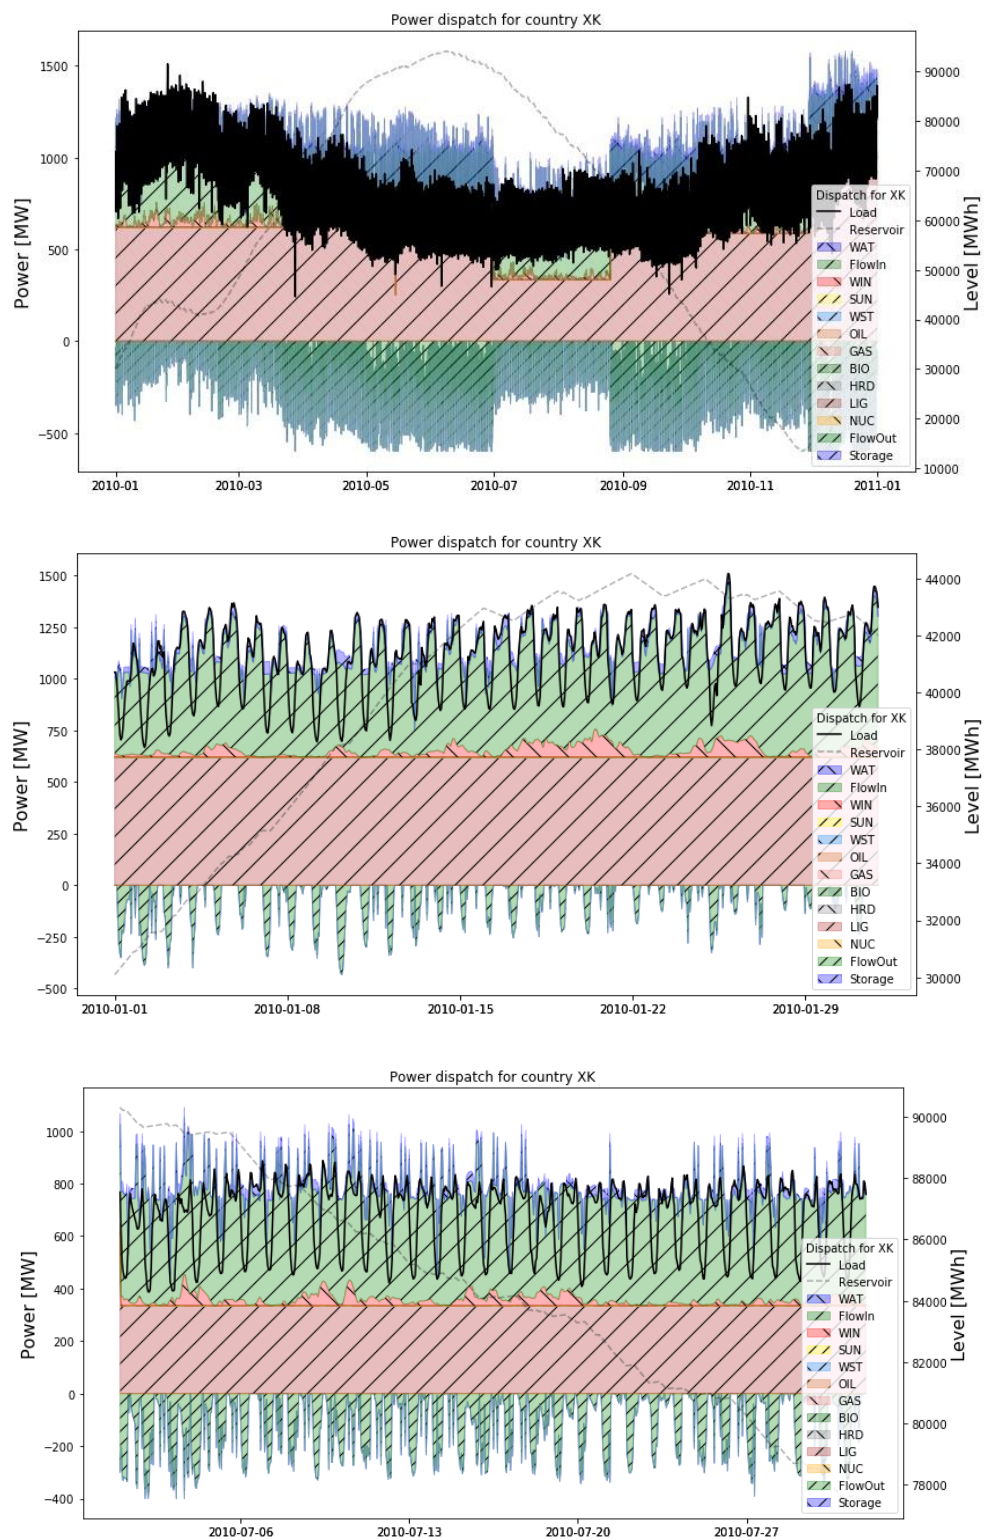 Power dispatch for country XK
1500
1000
500
0
−500
Power [MW]
90000
80000
70000
60000
50000
40000
30000
20000
10000
Level [MWh]
Dispatch for XK
Load
Reservoir
WAT
FlowIn
WIN
SUN
WST
OIL
GAS
BIO
HRD
LIG
NUC
FlowOut
Storage
2010-01
2010-03
2010-05
2010-07
2010-09
2010-11
2011-01
Power dispatch for country XK
1500
1250
1000
750
500
250
0
−250
−500
Power [MW]
44000
42000
40000
38000
36000
34000
32000
30000
Level [MWh]
Dispatch for XK
Load
Reservoir
WAT
FlowIn
WIN
SUN
WST
OIL
GAS
BIO
HRD
LIG
NUC
FlowOut
Storage
2010-01-01
2010-01-08
2010-01-15
2010-01-22
2010-01-29
Power dispatch for country XK
1000
800
600
400
200
0
−200
−400
Power [MW]
90000
88000
86000
84000
82000
80000
78000
Level [MWh]
Dispatch for XK
Load
Reservoir
WAT
FlowIn
WIN
SUN
WST
OIL
GAS
BIO
HRD
LIG
NUC
FlowOut
Storage
2010-07-06
2010-07-13
2010-07-20
2010-07-27